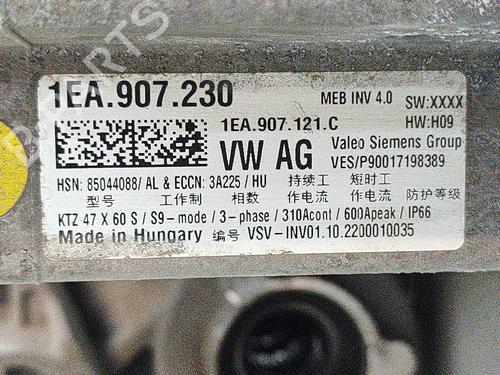 PARTS
1EA.907.230 MEB INV 4.0 SW:XXXX
1EA.907.121.C HW:H09
VW AG Valeo Siemens Group
VES/P90017198389
HSN: 85044088/ AL & ECCN: 3A225 / HU 持续工 短时工
型号 工作制 作电流 作电流 防护等级
KTZ 47 X 60 S / S9-mode / 3-phase / 310Acont / 600Apeak / IP66
Made in Hungary 编号 VSV-INV01.10.2200010035